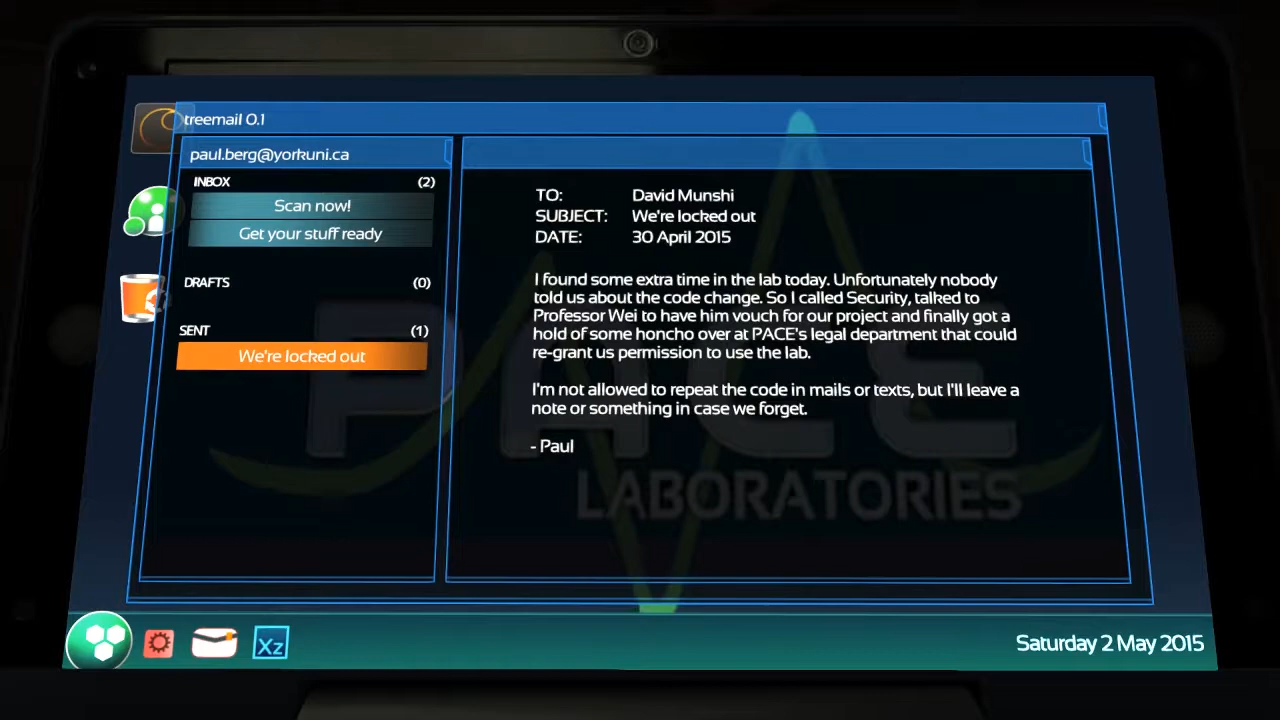 treemail 0.1
paul.berg@yorkuni.ca
INBOX (2)
Scan now!
Get your stuff ready
DRAFTS (0)
SENT (1)
We're locked out
TO: David Munshi
SUBJECT: We're locked out
DATE: 30 April 2015
I found some extra time in the lab today. Unfortunately nobody
told us about the code change. So I called Security, talked to
Professor Wei to have him vouch for our project and finally got a
hold of some honcho over at PACE's legal department that could
re-grant us permission to use the lab.
I'm not allowed to repeat the code in mails or texts, but I'll leave a
note or something in case we forget.
- Paul
PACE
LABORATORIES
Xz
Saturday 2 May 2015